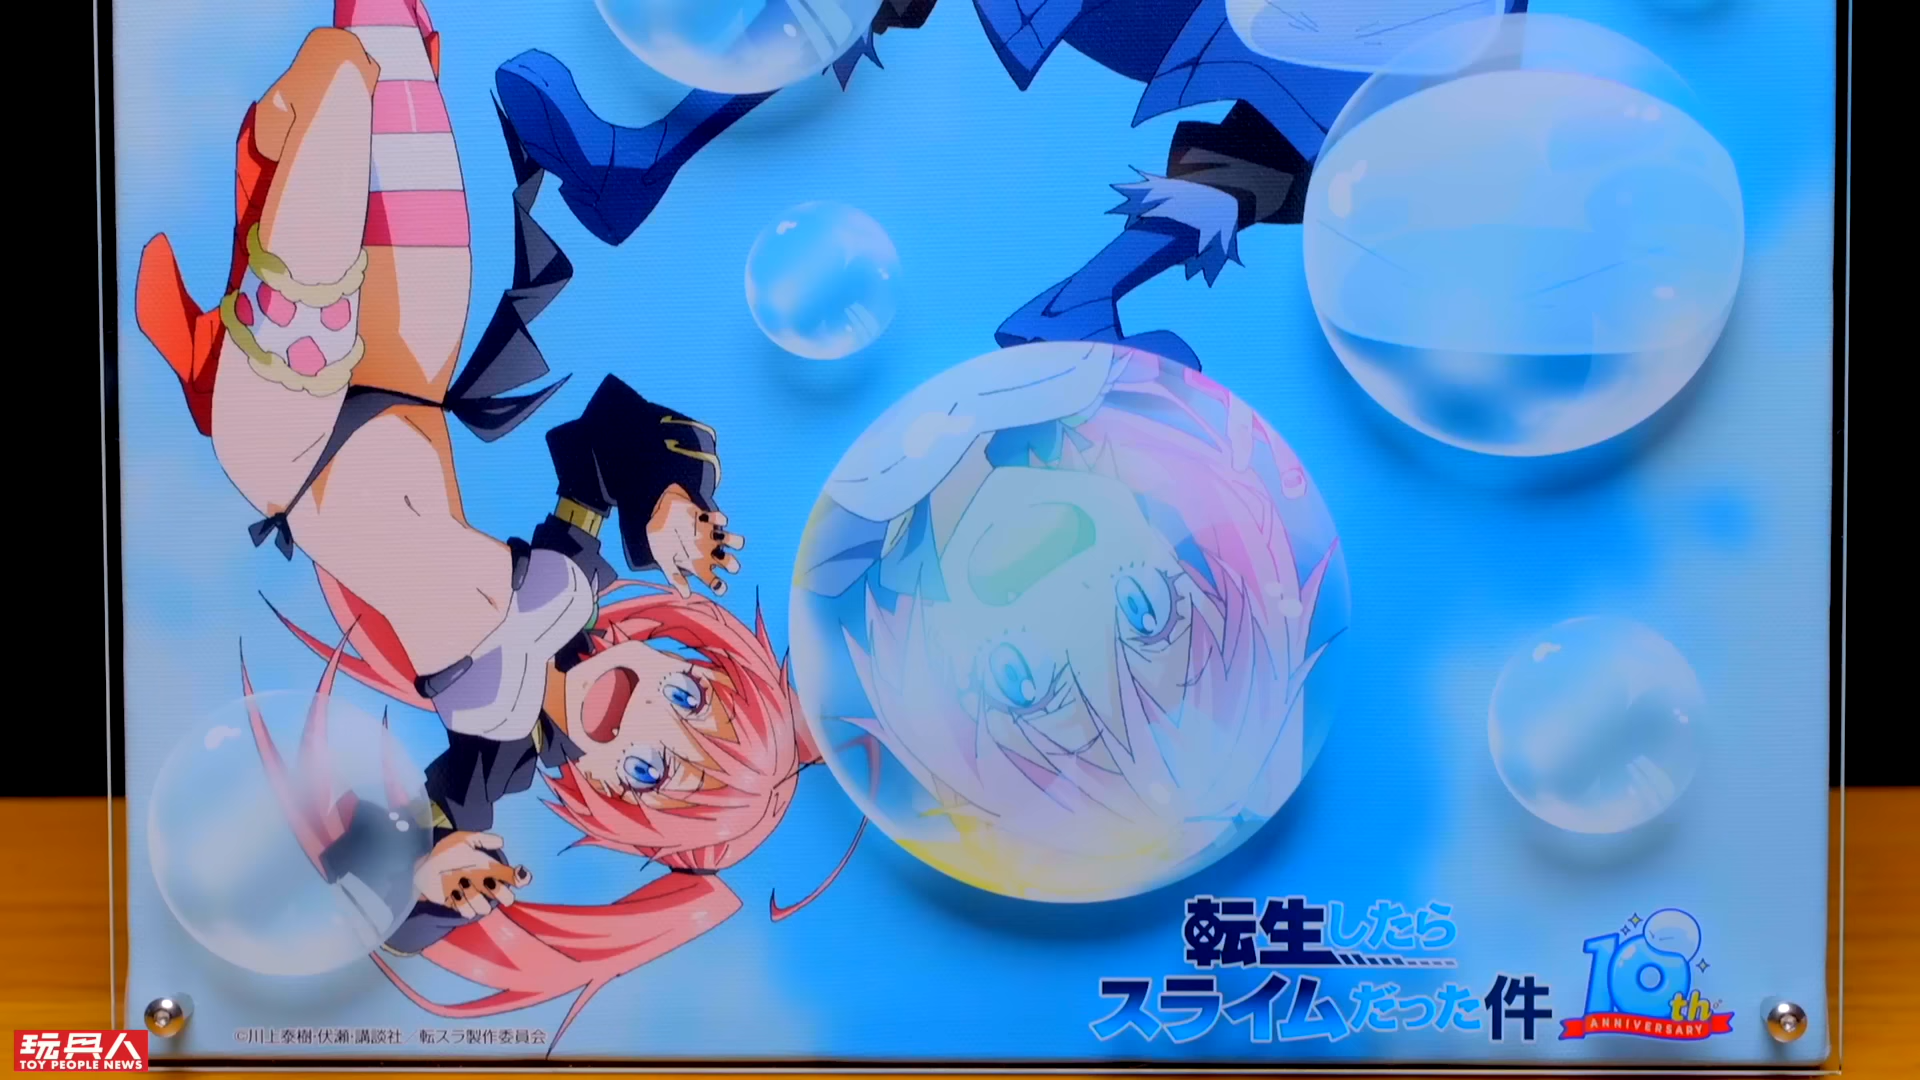 転生したら
スライムだった件
10th
ANNIVERSARY
©川上泰樹･伏瀬･講談社／転スラ製作委員会
玩具人
TOY PEOPLE NEWS